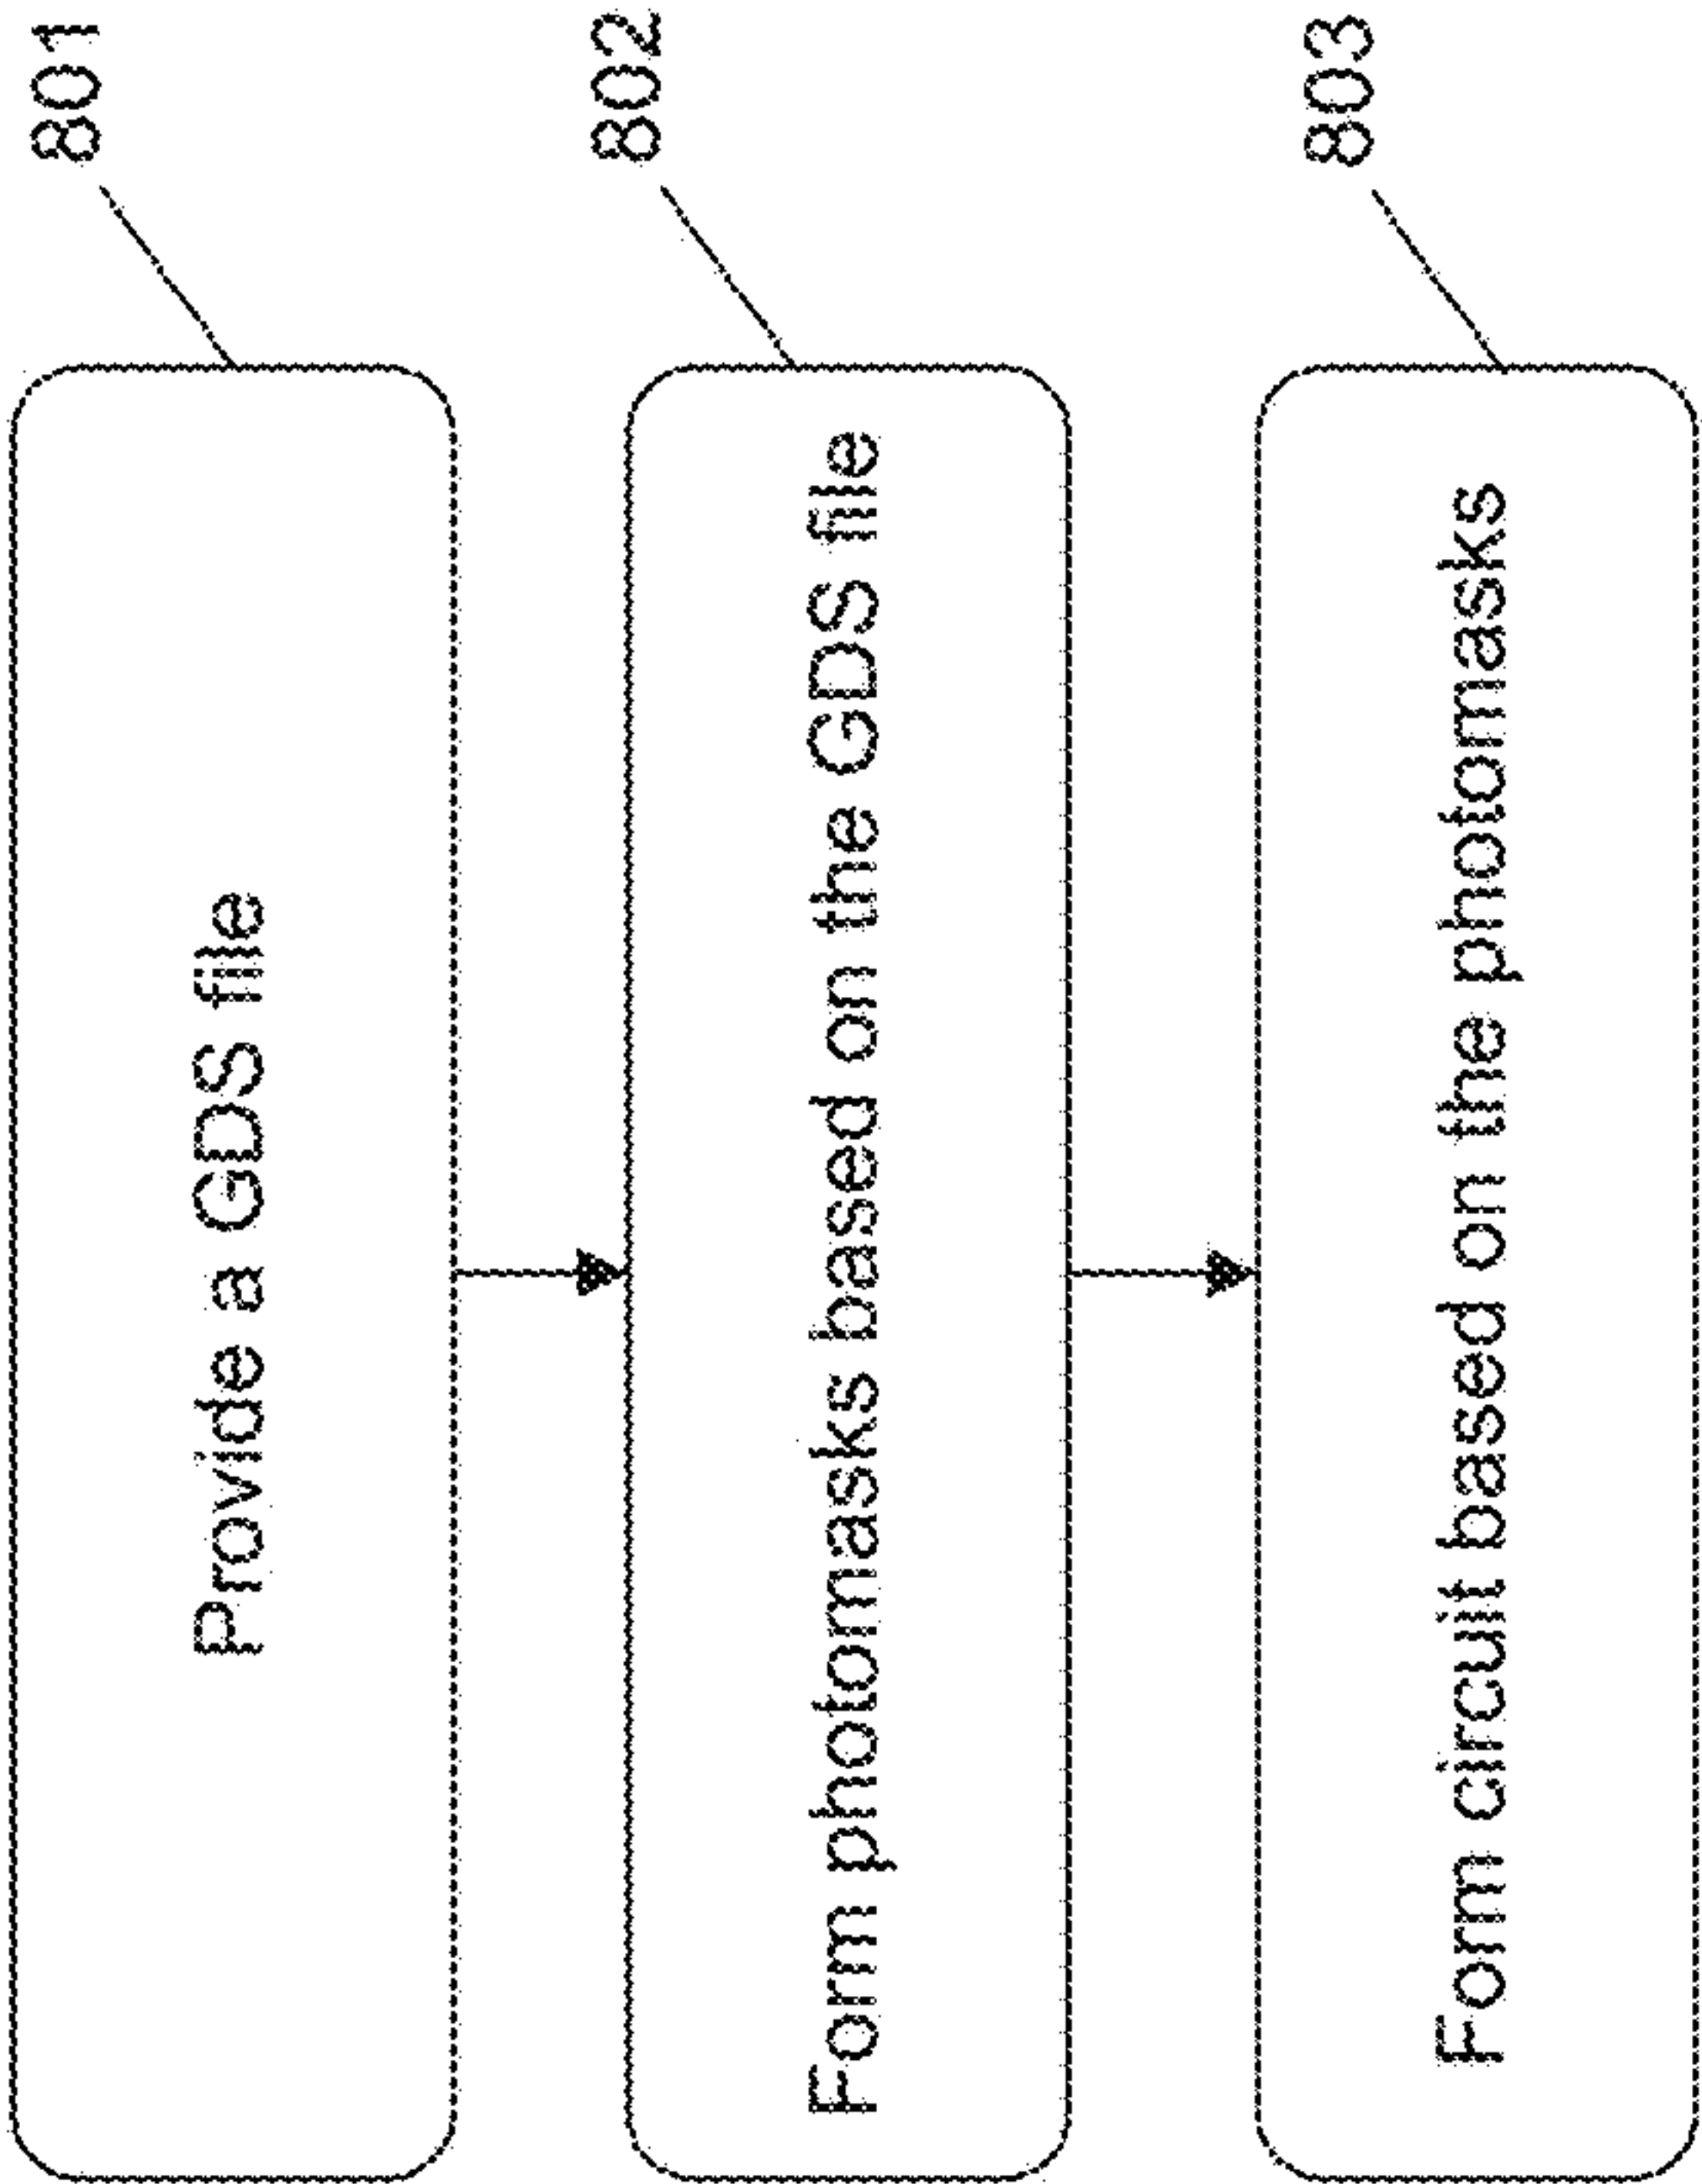 801
Provide a GDS file
802
Form photomasks based on the GDS file
803
Form circuit based on the photomasks